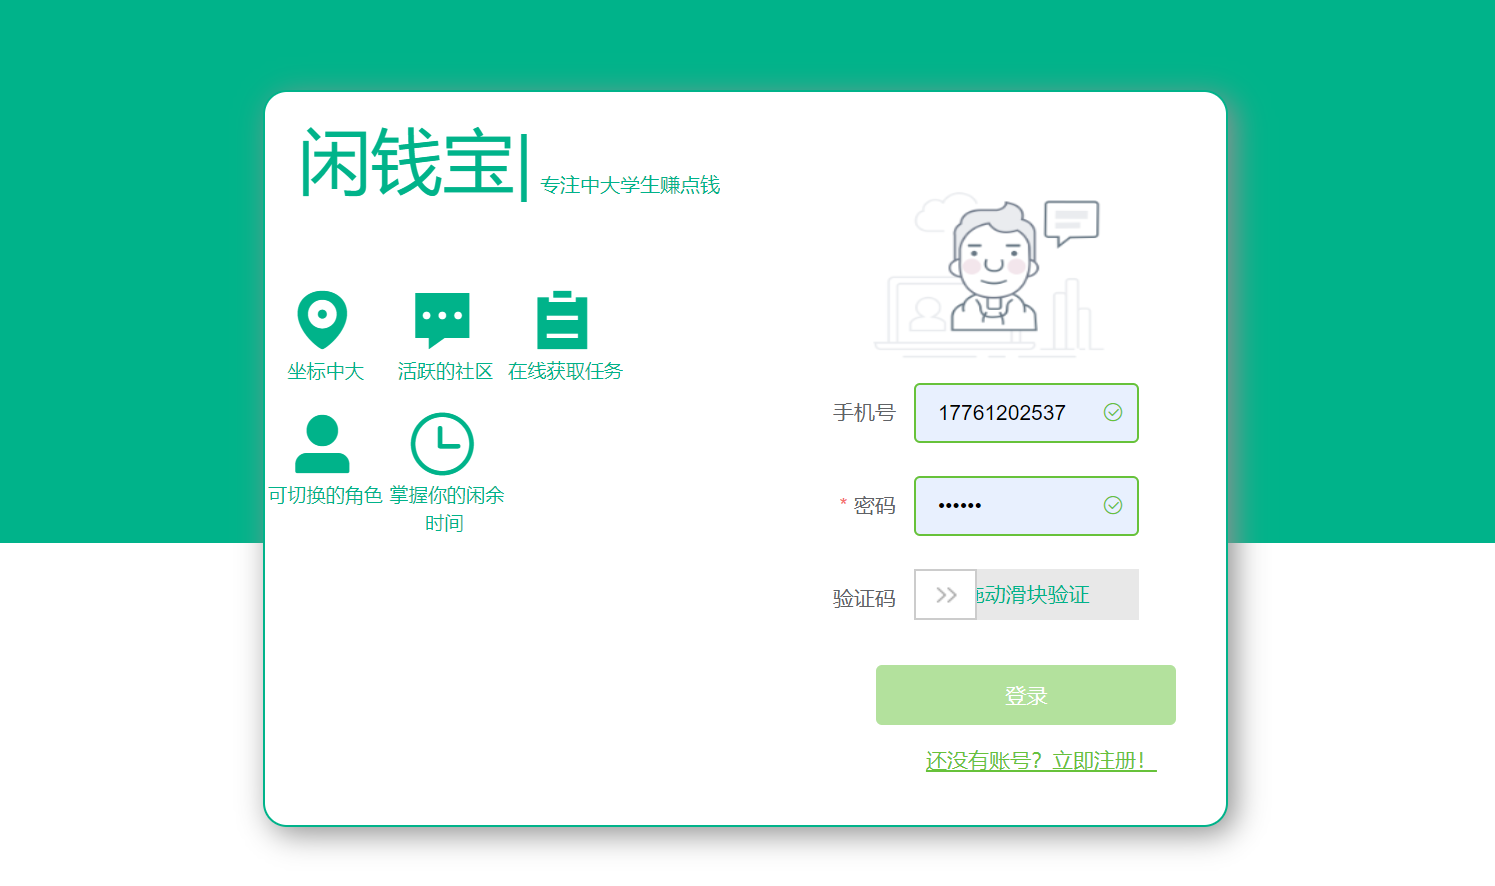 闲钱宝| 专注中大学生赚点钱
坐标中大 活跃的社区 在线获取任务
可切换的角色 掌握你的闲余
时间
手机号 17761202537
* 密码 ••••••
验证码 动滑块验证
登录
还没有账号？立即注册！